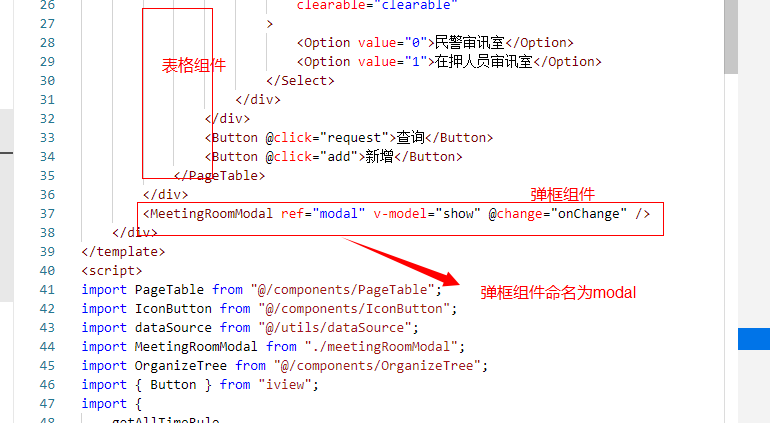 26 clearable="clearable"
27 >
28 <Option value="0">民警审讯室</Option>
29 <Option value="1">在押人员审讯室</Option>
表格组件
30 </Select>
31 </div>
32 </div>
33 <Button @click="request">查询</Button>
34 <Button @click="add">新增</Button>
35 </PageTable>
36 </div>
弹框组件
37 <MeetingRoomModal ref="modal" v-model="show" @change="onChange" />
38 </div>
39 </template>
40 <script>
41 import PageTable from "@/components/PageTable";
弹框组件命名为modal
42 import IconButton from "@/components/IconButton";
43 import dataSource from "@/utils/dataSource";
44 import MeetingRoomModal from "./meetingRoomModal";
45 import OrganizeTree from "@/components/OrganizeTree";
46 import { Button } from "iview";
47 import {
48 getAllTimeRule